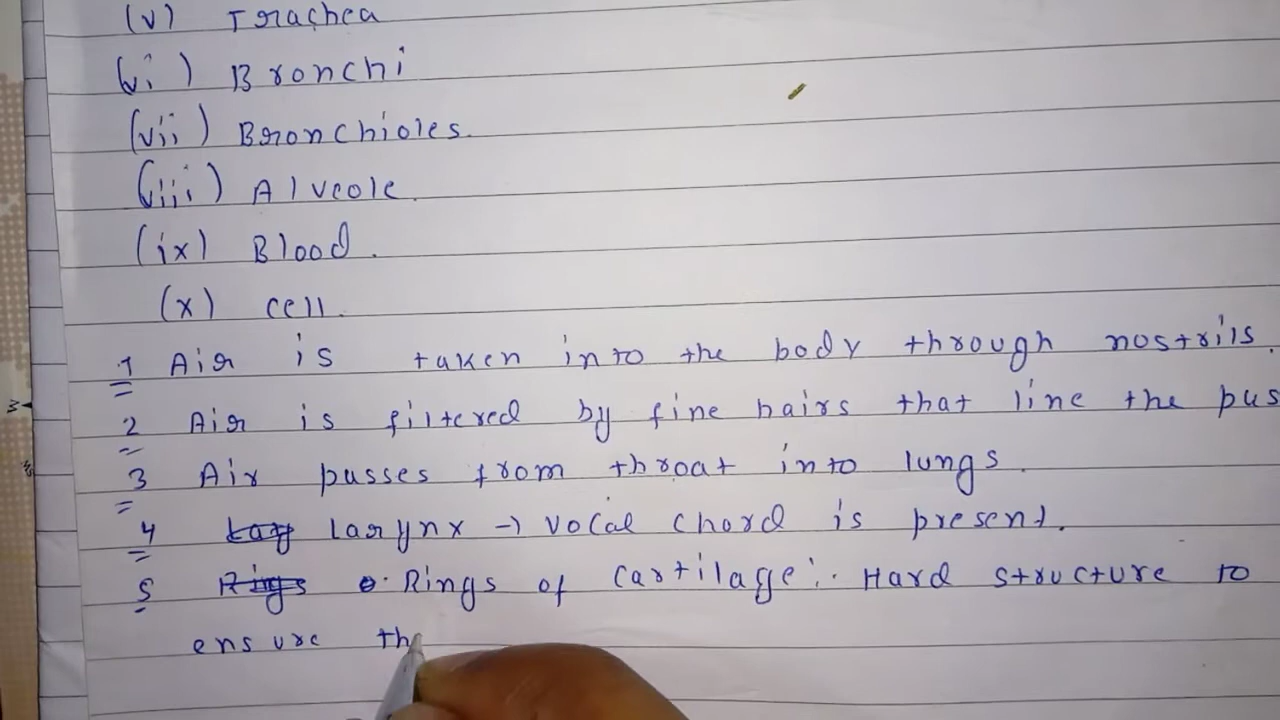 (v) Trachea
(vi) Bronchi
(vii) Bronchioles.
(viii) Alveole.
(ix) Blood.
(x) cell.
1 Air is taken into the body through nostrils.
2 Air is filtered by fine hairs that line the pas
3 Air passes from throat into lungs.
4 Lary larynx → vocal chord is present.
5 Rings Rings of Cartilage: Hard structure to
ensure th